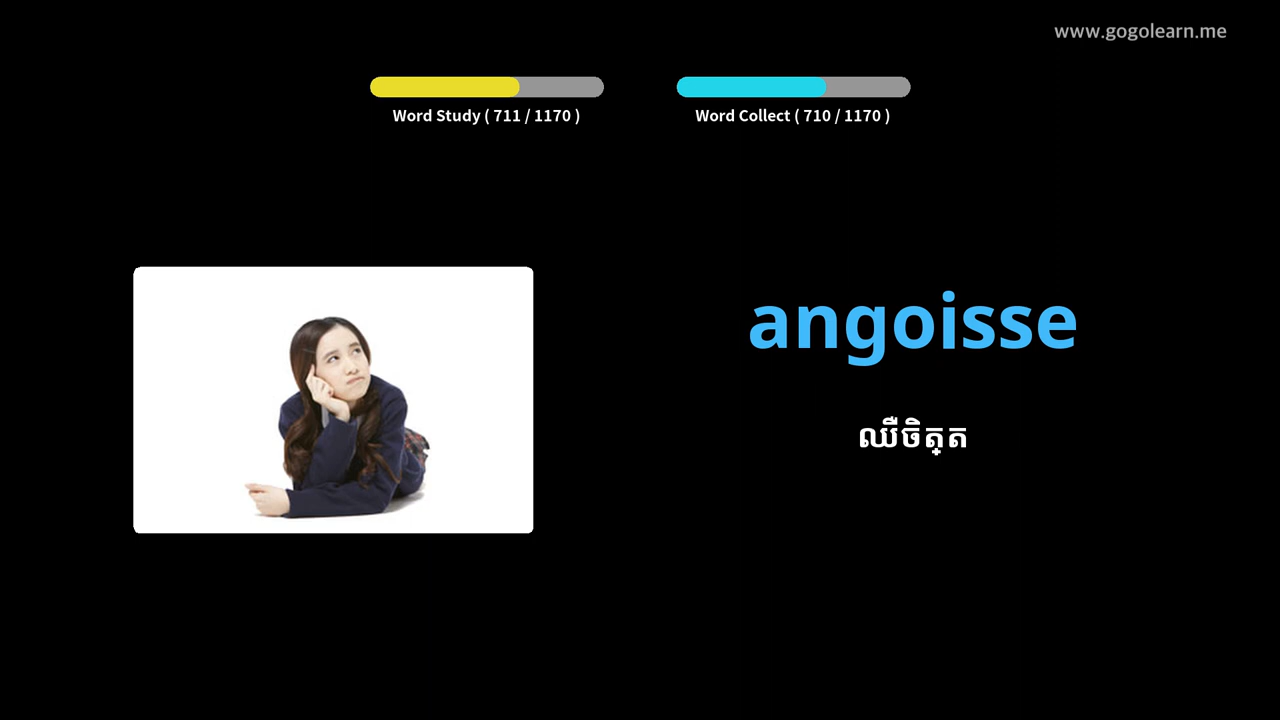 www.gogolearn.me
Word Study ( 711 / 1170 )
Word Collect ( 710 / 1170 )
angoisse
ឈឺចិត្ត